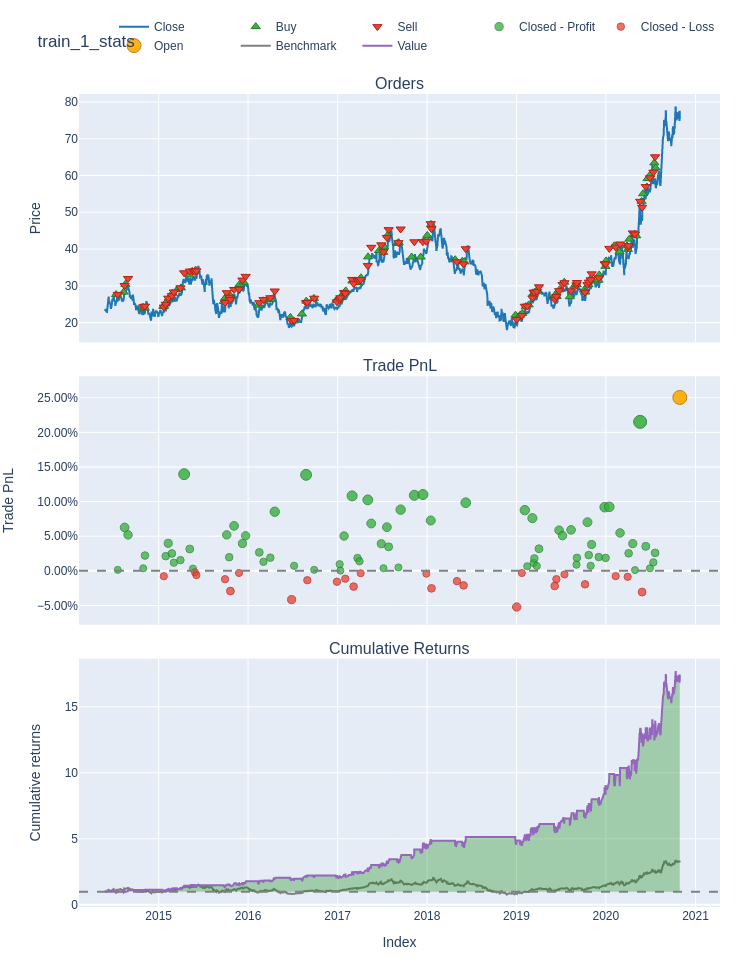 train_1_stats
Close
Buy
Sell
Closed - Profit
Closed - Loss
Open
Benchmark
Value
Orders
80
70
60
50
40
30
20
Price
Trade PnL
25.00%
20.00%
15.00%
10.00%
5.00%
0.00%
−5.00%
Trade PnL
Cumulative Returns
15
10
5
0
Cumulative returns
2015
2016
2017
2018
2019
2020
2021
Index